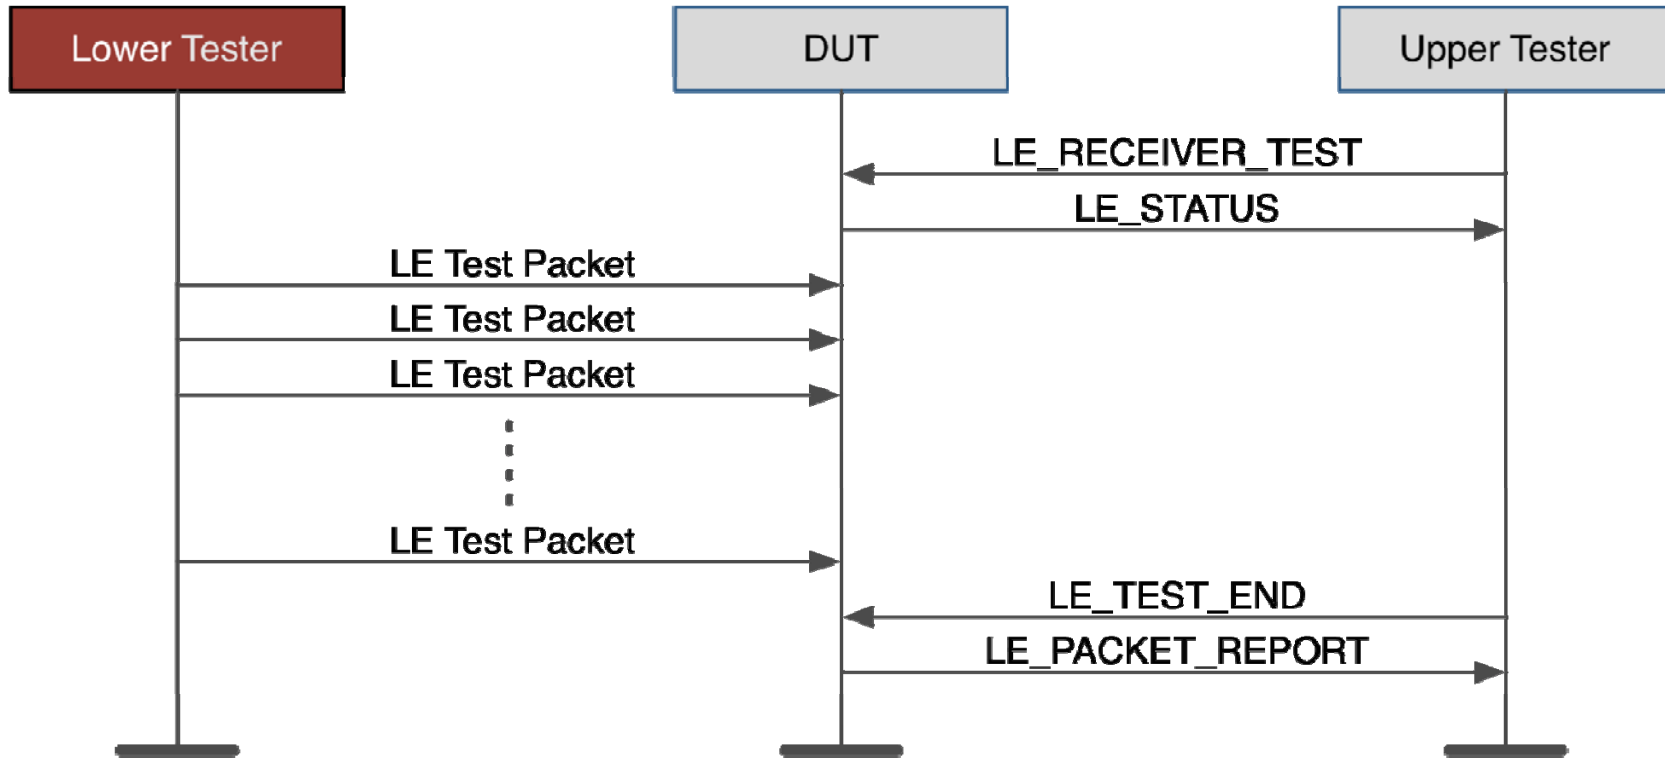 Lower Tester
DUT
Upper Tester
LE_RECEIVER_TEST
LE_STATUS
LE Test Packet
LE Test Packet
LE Test Packet
LE Test Packet
LE_TEST_END
LE_PACKET_REPORT